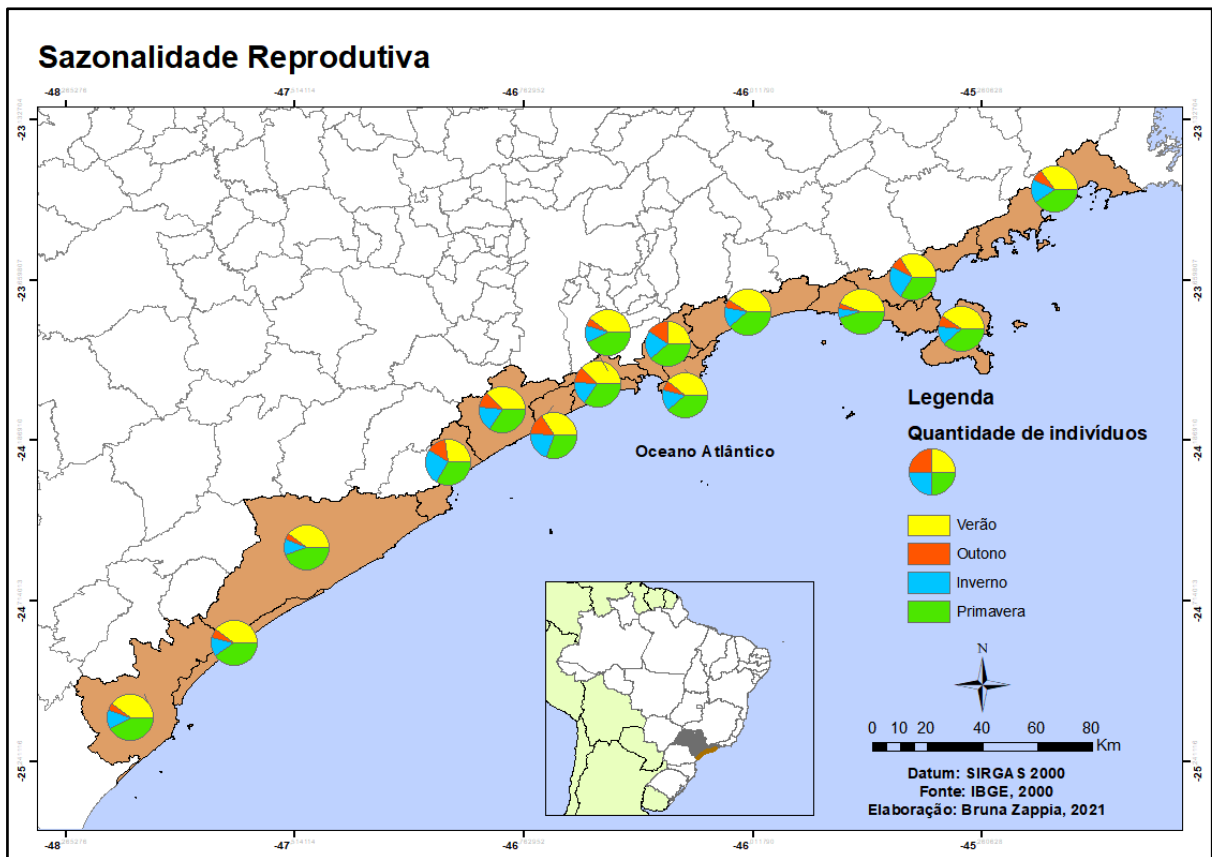 Sazonalidade Reprodutiva
-48 -47 -46 -46 -45
-23 -23
-23 -23
Oceano Atlântico
-24 -24
-24 -24
-25 -25
-48 -47 -46 -46 -45
Legenda
Quantidade de indivíduos
Verão
Outono
Inverno
Primavera
N
0 10 20 40 60 80
Km
Datum: SIRGAS 2000
Fonte: IBGE, 2000
Elaboração: Bruna Zappia, 2021